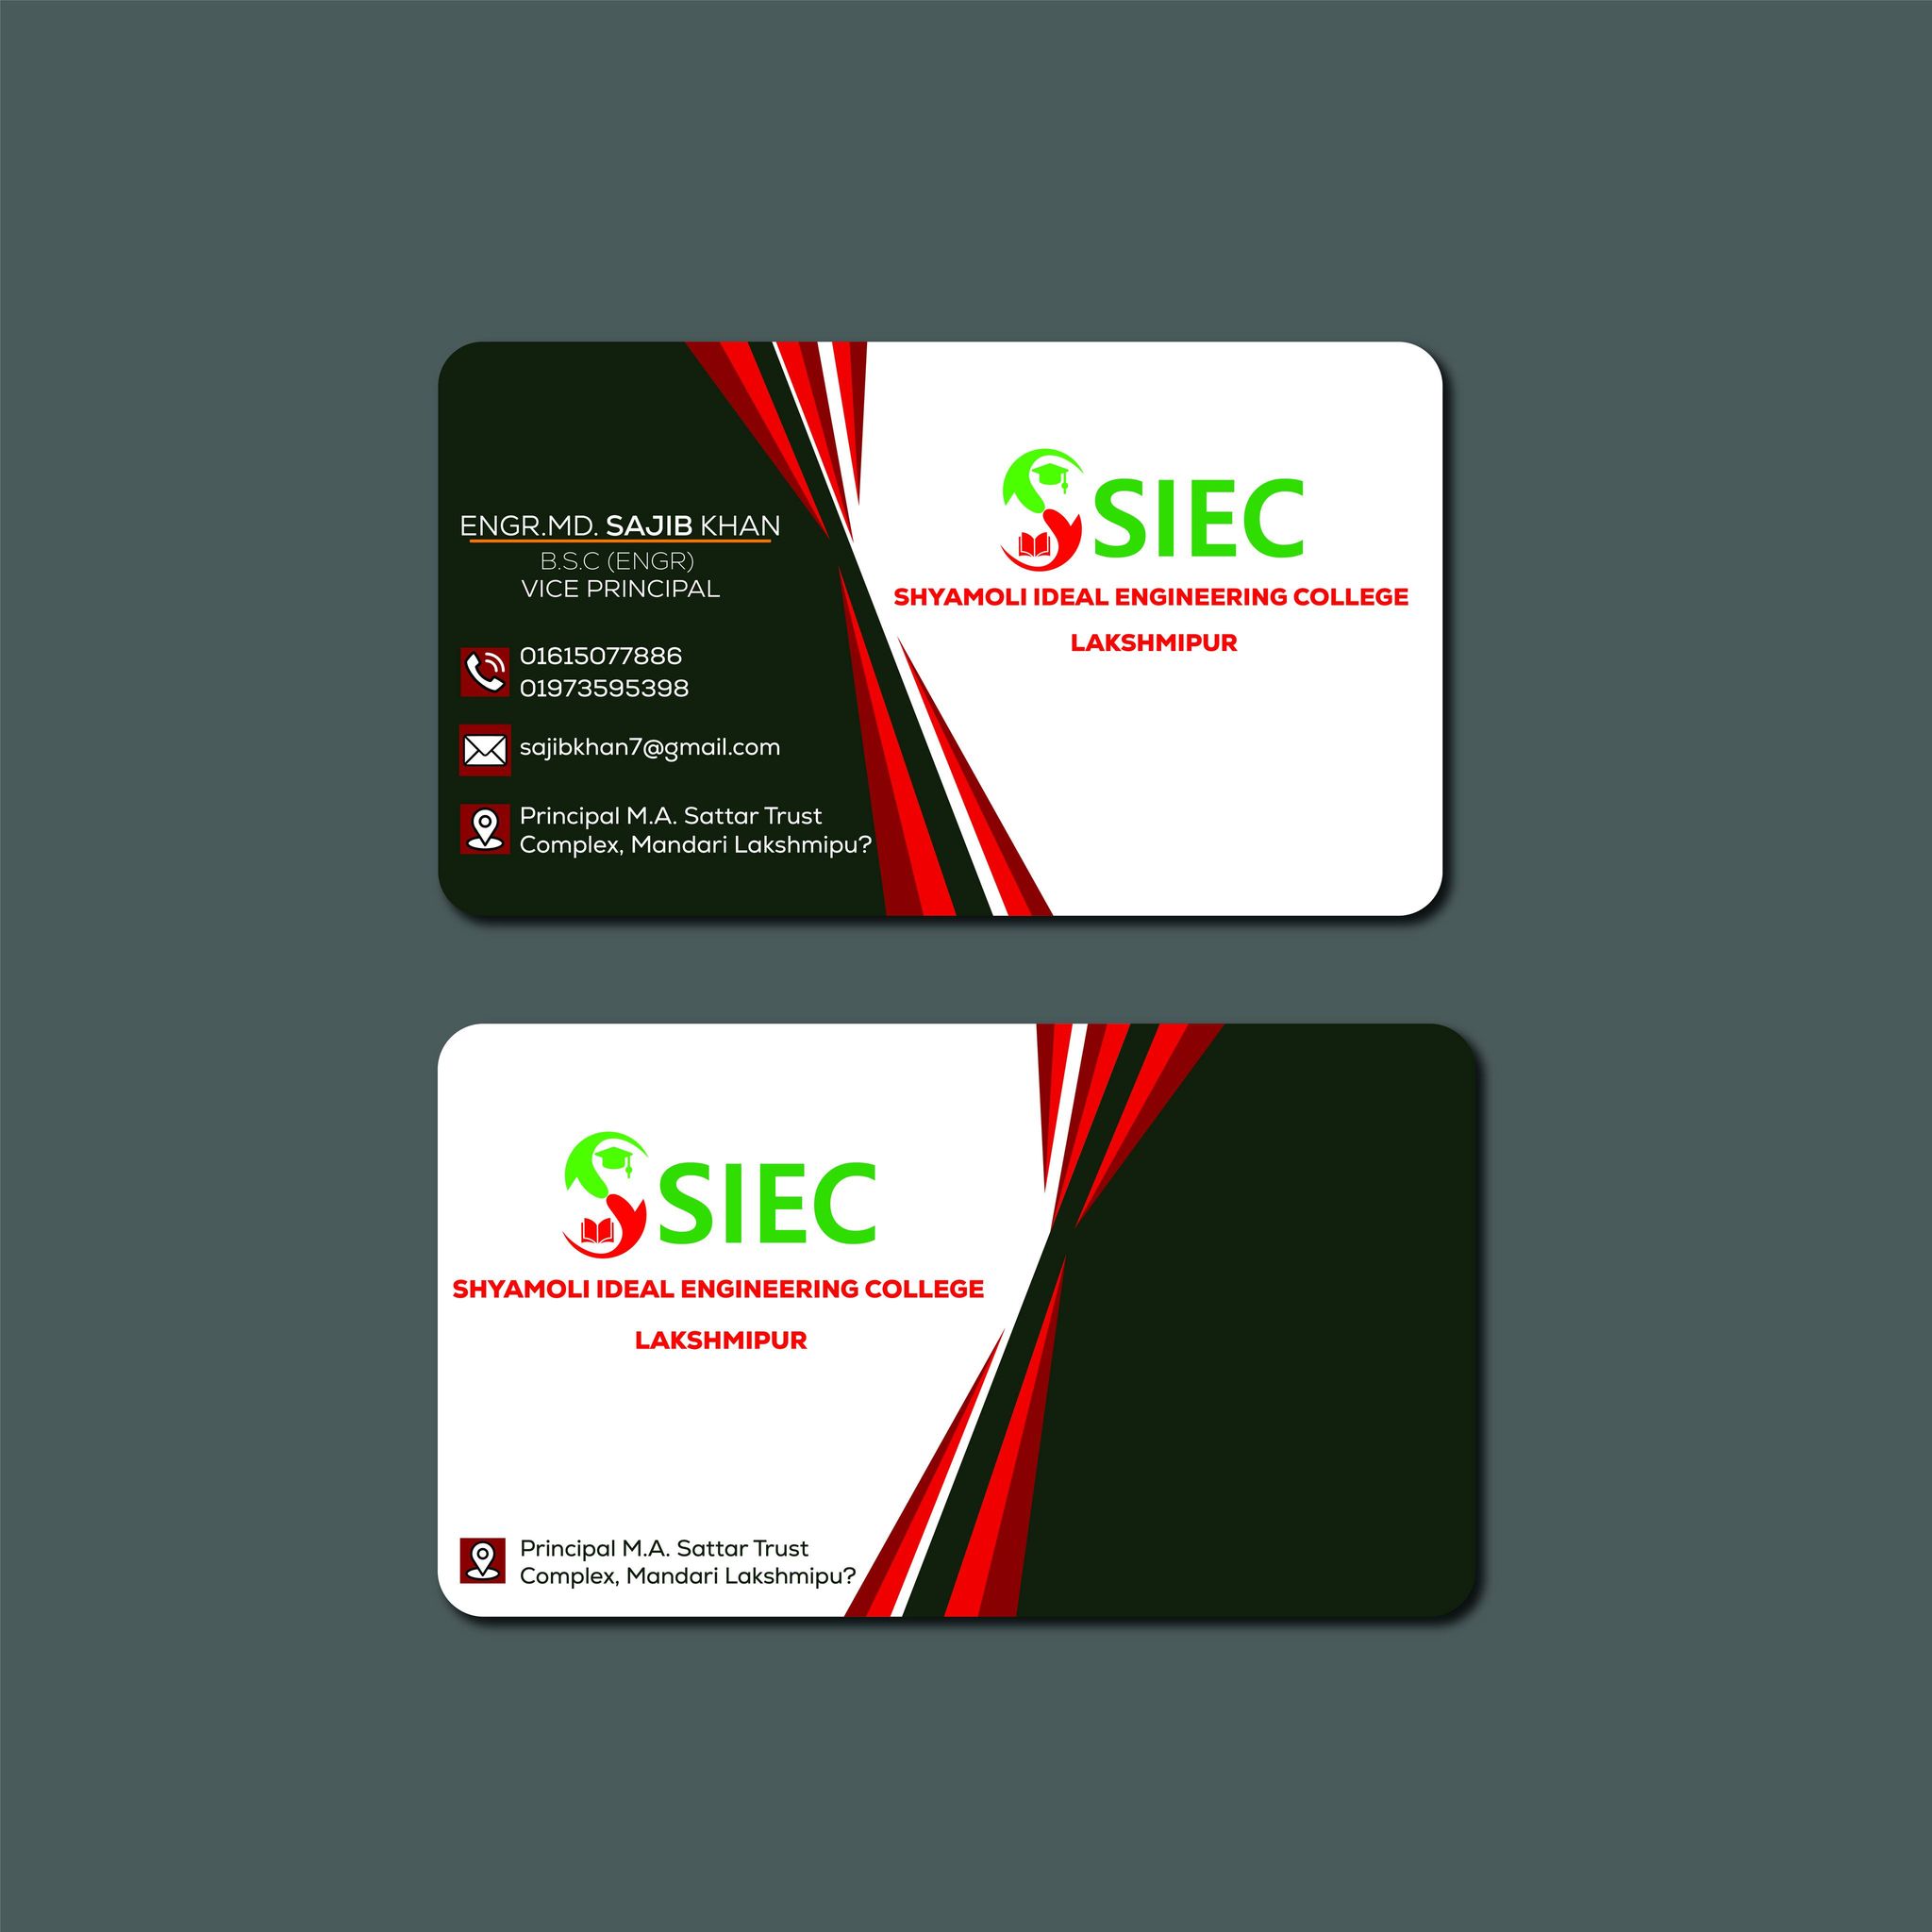 ENGR.MD. SAJIB KHAN
B.S.C (ENGR)
VICE PRINCIPAL
01615077886
01973595398
sajibkhan7@gmail.com
Principal M.A. Sattar Trust
Complex, Mandari Lakshmipu?
SIEC
SHYAMOLI IDEAL ENGINEERING COLLEGE
LAKSHMIPUR
SIEC
SHYAMOLI IDEAL ENGINEERING COLLEGE
LAKSHMIPUR
Principal M.A. Sattar Trust
Complex, Mandari Lakshmipu?